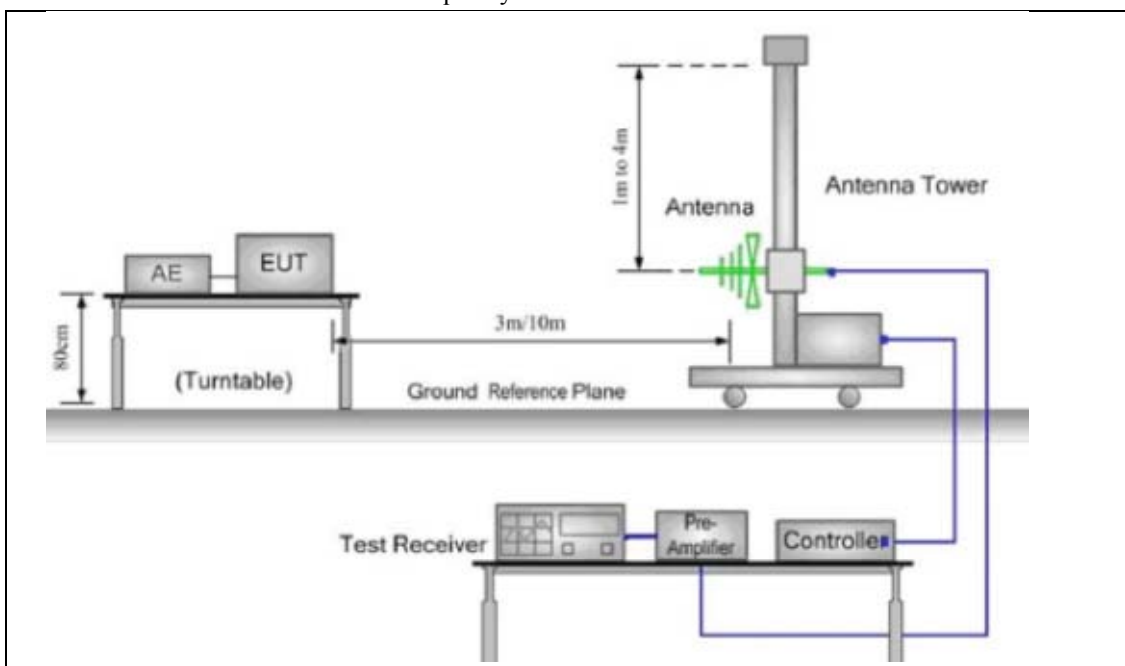 1m to 4m
Antenna Tower
Antenna
AE
EUT
3m/10m
80cm
(Turntable)
Ground Reference Plane
Test Receiver
Pre-
Amplifier
Controller